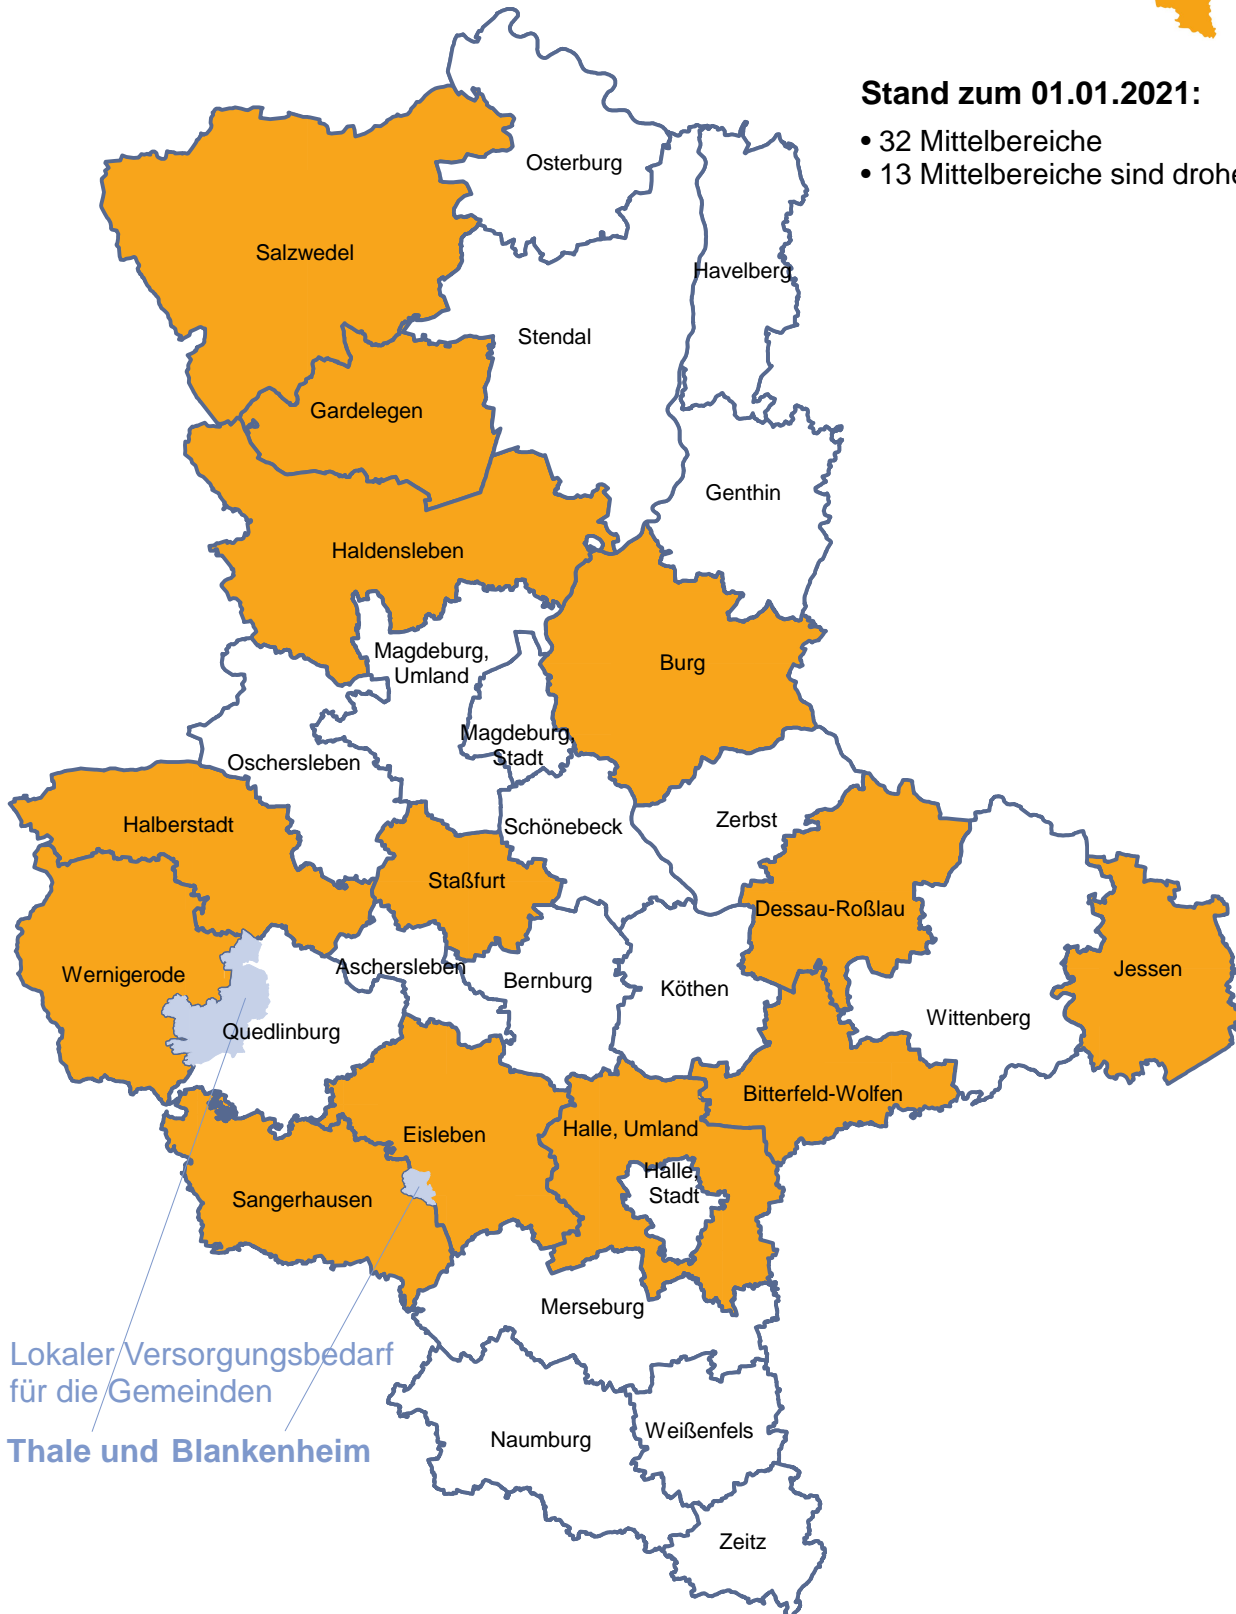 Stand zum 01.01.2021:
• 32 Mittelbereiche
• 13 Mittelbereiche sind drohe
Osterburg
Salzwedel
Havelberg
Stendal
Gardelegen
Genthin
Haldensleben
Magdeburg,
Umland
Burg
Magdeburg,
Stadt
Oschersleben
Halberstadt
Schönebeck
Zerbst
Staßfurt
Dessau-Roßlau
Wernigerode
Aschersleben
Bernburg
Köthen
Jessen
Quedlinburg
Wittenberg
Bitterfeld-Wolfen
Eisleben
Halle, Umland
Halle,
Stadt
Sangerhausen
Merseburg
Lokaler Versorgungsbedarf
für die Gemeinden
Thale und Blankenheim
Naumburg
Weißenfels
Zeitz